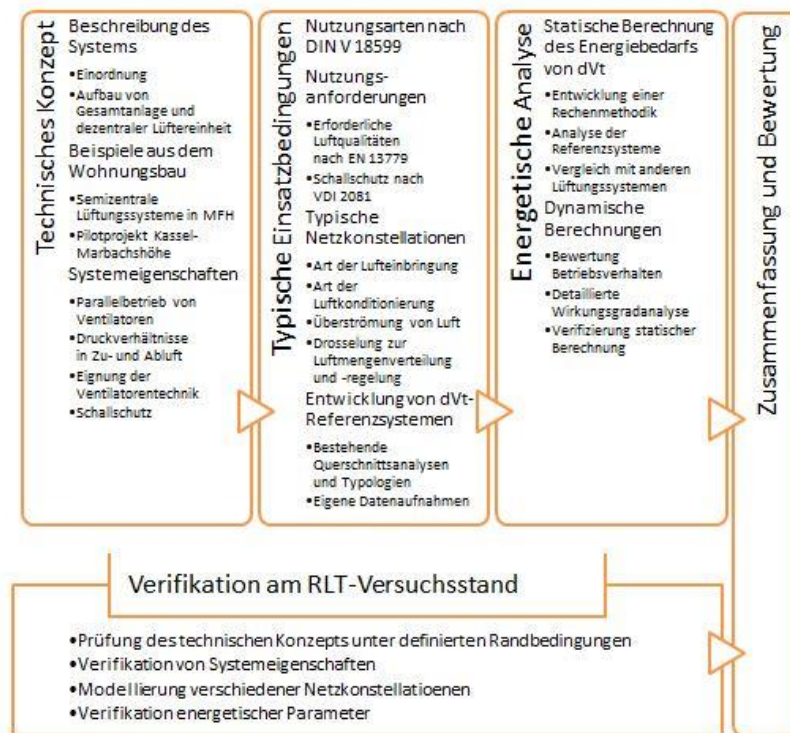 Technisches Konzept
Beschreibung des
Systems
•Einordnung
•Aufbau von
Gesamtanlage und
dezentraler Lüftereinheit
Beispiele aus dem
Wohnungsbau
•Semizentrale
Lüftungssysteme in MFH
•Pilotprojekt Kassel-
Marbachshöhe
Systemeigenschaften
•Parallelbetrieb von
Ventilatoren
•Druckverhältnisse
in Zu- und Abluft
•Eignung der
Ventilatorentechnik
•Schallschutz
Typische Einsatzbedingungen
Nutzungsarten nach
DIN V 18599
Nutzungs-
anforderungen
•Erforderliche
Luftqualitäten
nach EN 13779
•Schallschutz nach
VDI 2081
Typische
Netzkonstellationen
•Art der Lufteinbringung
•Art der
Luftkonditionierung
•Überströmung von Luft
•Drosselung zur
Luftmengenverteilung
und -regelung
Entwicklung von dVt-
Referenzsystemen
•Bestehende
Querschnittsanalysen
und Typologien
•Eigene Datenaufnahmen
Energetische Analyse
Statische Berechnung
des Energiebedarfs
von dVt
•Entwicklung einer
Rechenmethodik
•Analyse der
Referenzsysteme
•Vergleich mit anderen
Lüftungssystemen
Dynamische
Berechnungen
•Bewertung
Betriebsverhalten
•Detaillierte
Wirkungsgradanalyse
•Verifizierung statischer
Berechnung
Zusammenfassung und Bewertung
Verifikation am RLT-Versuchsstand
•Prüfung des technischen Konzepts unter definierten Randbedingungen
•Verifikation von Systemeigenschaften
•Modellierung verschiedener Netzkonstellatioenen
•Verifikation energetischer Parameter